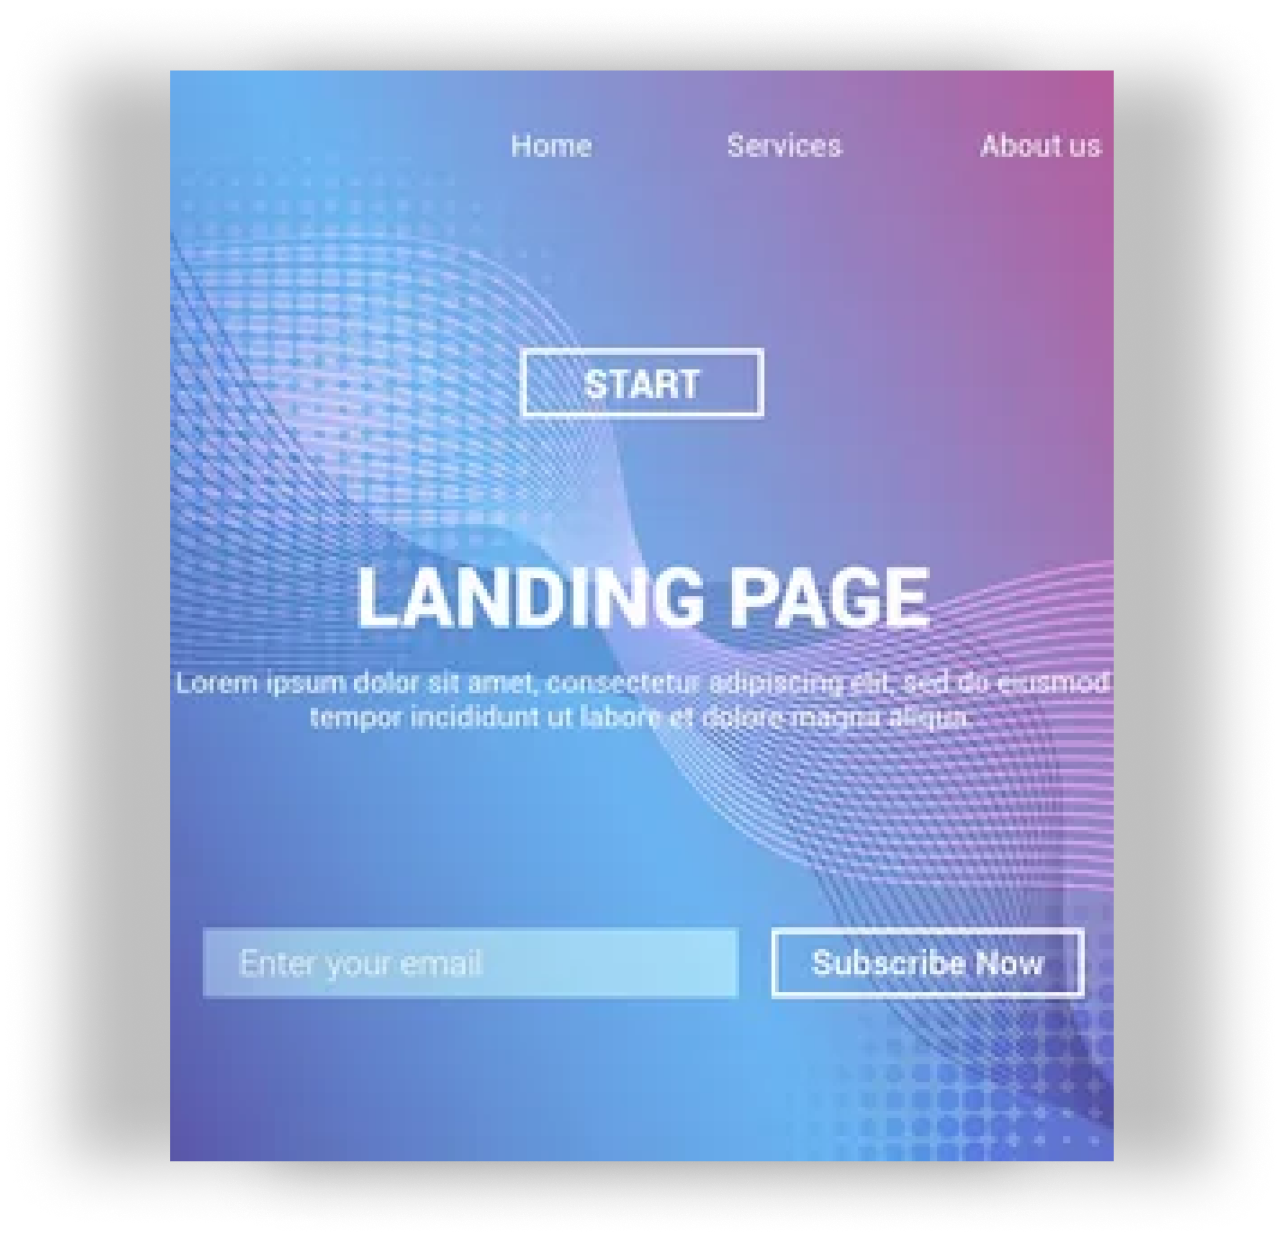 Home Services About us
START
LANDING PAGE
Lorem ipsum dolor sit amet, consectetur adipiscing elit, sed do eiusmod
tempor incididunt ut labore et dolore magna aliqua.
Enter your email Subscribe Now